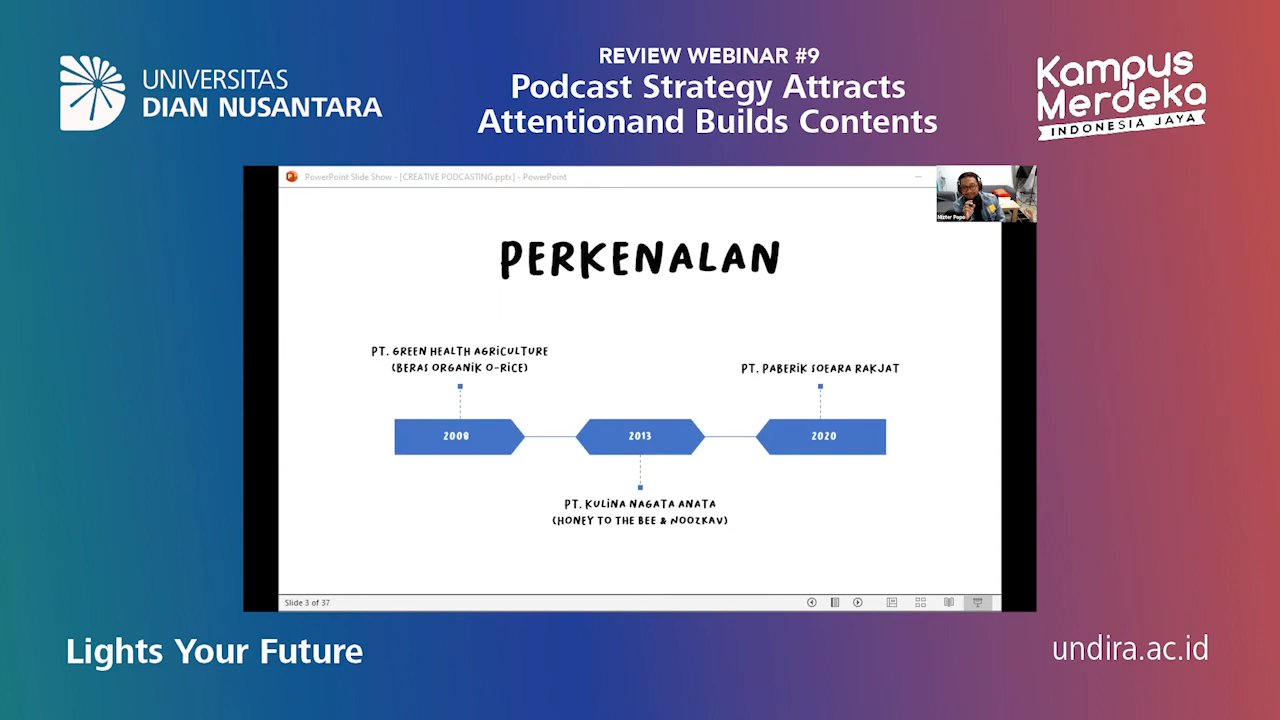 UNIVERSITAS
DIAN NUSANTARA
REVIEW WEBINAR #9
Podcast Strategy Attracts
Attentionand Builds Contents
Kampus
Merdeka
INDONESIA JAYA
PowerPoint Slide Show - [CREATIVE PODCASTING.pptx] - PowerPoint
Mizter Popo
PERKENALAN
PT. GREEN HEALTH AGRICULTURE
(BERAS ORGANIK O-RICE)
PT. PABERIK SOEARA RAKJAT
2008
2013
2020
PT. KULINA NAGATA ANATA
(HONEY TO THE BEE & NOOZKAV)
Slide 3 of 37
Lights Your Future
undira.ac.id